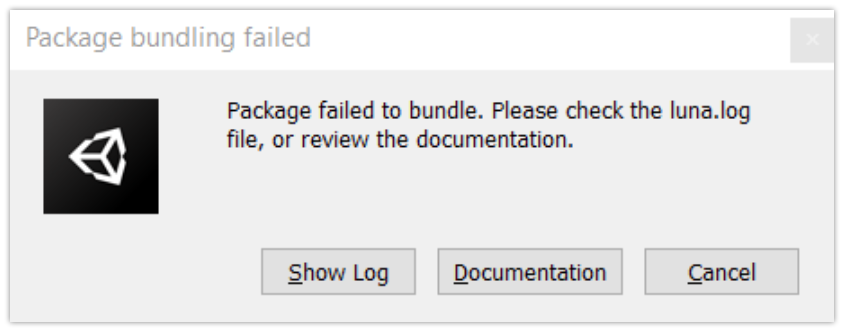 Package bundling failed
Package failed to bundle. Please check the luna.log
file, or review the documentation.
Show Log
Documentation
Cancel